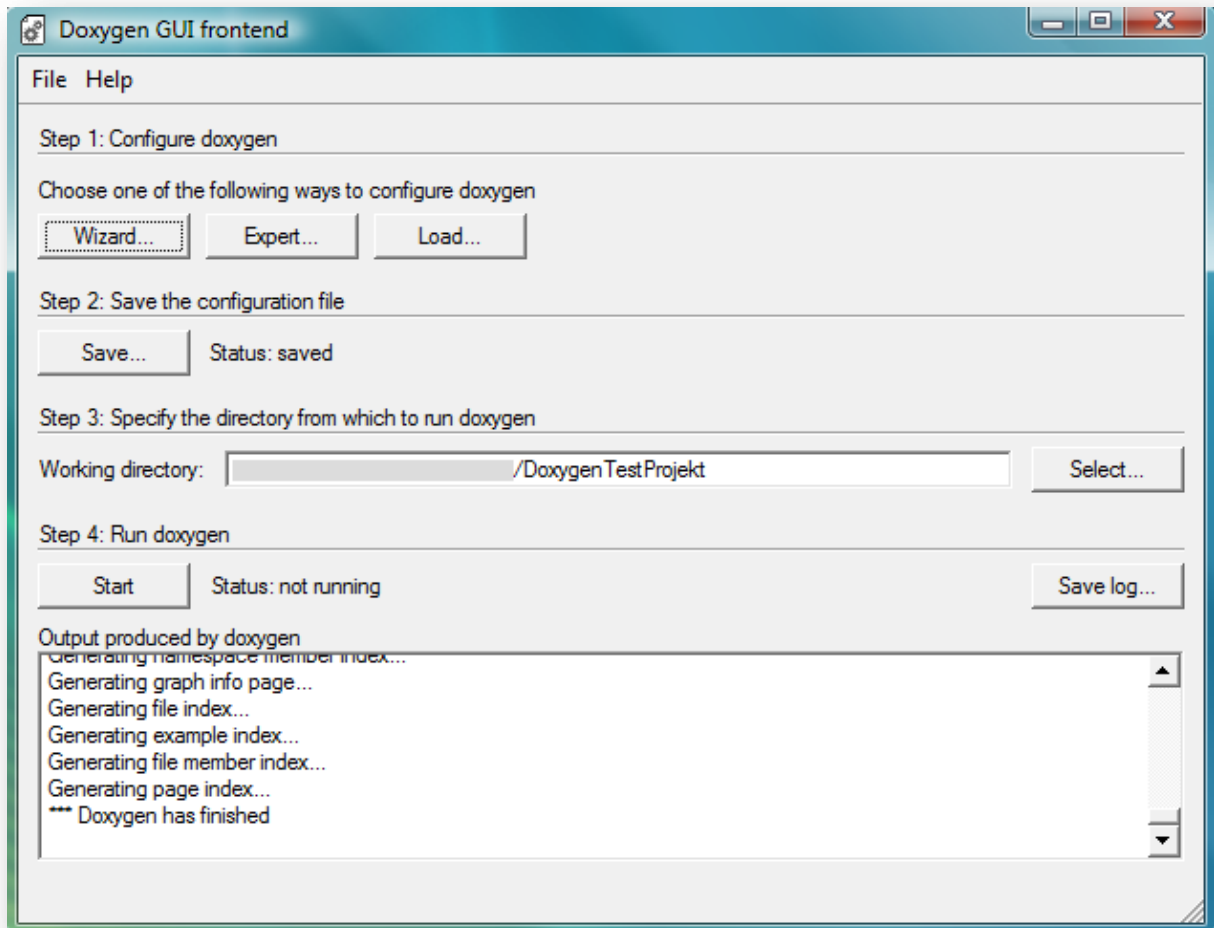 Doxygen GUI frontend
File Help
Step 1: Configure doxygen
Choose one of the following ways to configure doxygen
Wizard... Expert... Load...
Step 2: Save the configuration file
Save... Status: saved
Step 3: Specify the directory from which to run doxygen
Working directory: /DoxygenTestProjekt Select...
Step 4: Run doxygen
Start Status: not running Save log...
Output produced by doxygen
Generating namespace member index...
Generating graph info page...
Generating file index...
Generating example index...
Generating file member index...
Generating page index...
*** Doxygen has finished